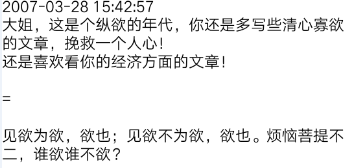 2007-03-28 15:42:57
大姐，这是个纵欲的年代，你还是多写些清心寡欲
的文章，挽救一个人心！
还是喜欢看你的经济方面的文章！
=
见欲为欲，欲也；见欲不为欲，欲也。烦恼菩提不
二，谁欲谁不欲？